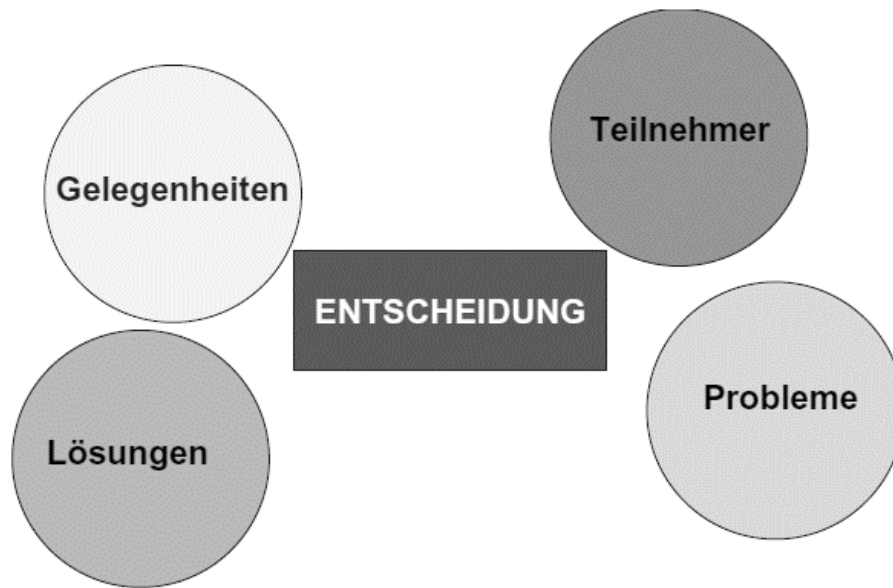 Teilnehmer
Gelegenheiten
ENTSCHEIDUNG
Probleme
Lösungen